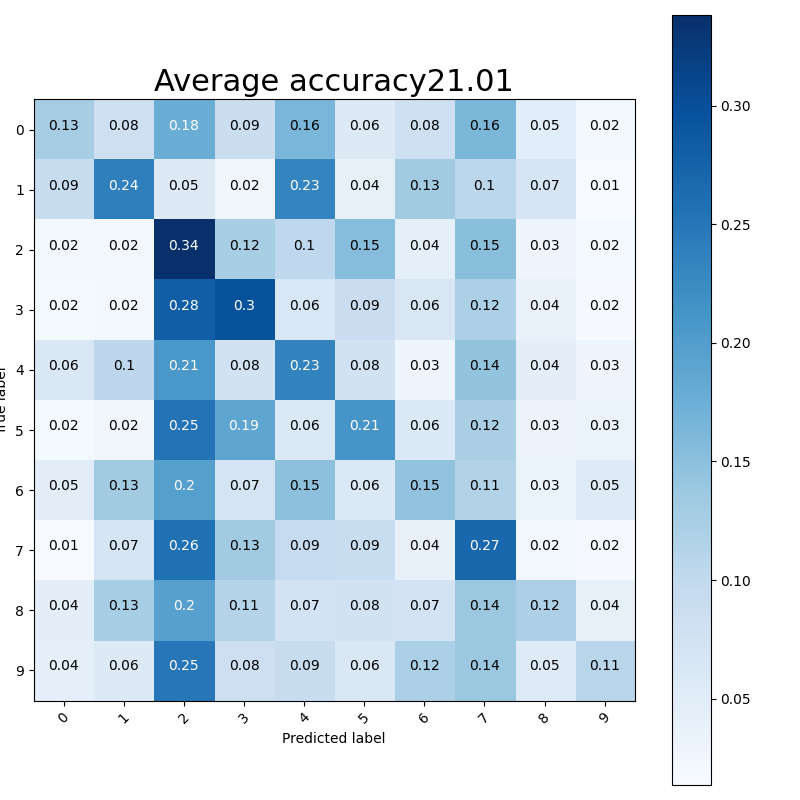 Average accuracy21.01
0 0.13 0.08 0.18 0.09 0.16 0.06 0.08 0.16 0.05 0.02
1 0.09 0.24 0.05 0.02 0.23 0.04 0.13 0.1 0.07 0.01
2 0.02 0.02 0.34 0.12 0.1 0.15 0.04 0.15 0.03 0.02
3 0.02 0.02 0.28 0.3 0.06 0.09 0.06 0.12 0.04 0.02
4 0.06 0.1 0.21 0.08 0.23 0.08 0.03 0.14 0.04 0.03
5 0.02 0.02 0.25 0.19 0.06 0.21 0.06 0.12 0.03 0.03
6 0.05 0.13 0.2 0.07 0.15 0.06 0.15 0.11 0.03 0.05
7 0.01 0.07 0.26 0.13 0.09 0.09 0.04 0.27 0.02 0.02
8 0.04 0.13 0.2 0.11 0.07 0.08 0.07 0.14 0.12 0.04
9 0.04 0.06 0.25 0.08 0.09 0.06 0.12 0.14 0.05 0.11
0 1 2 3 4 5 6 7 8 9
Predicted label
0.30
0.25
0.20
0.15
0.10
0.05